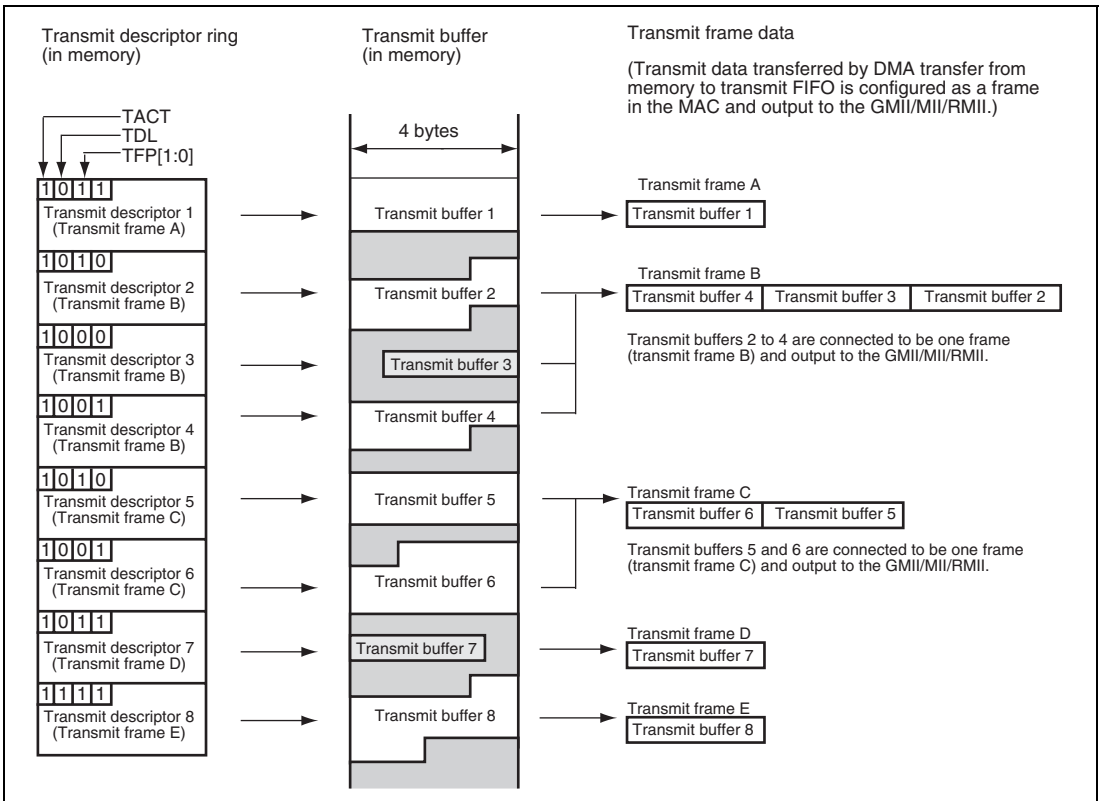 Transmit descriptor ring
(in memory)
Transmit buffer
(in memory)
Transmit frame data
(Transmit data transferred by DMA transfer from
memory to transmit FIFO is configured as a frame
in the MAC and output to the GMII/MII/RMII.)
TACT
TDL
TFP[1:0]
4 bytes
1 0 1 1
Transmit descriptor 1
(Transmit frame A)
Transmit buffer 1
Transmit frame A
Transmit buffer 1
1 0 1 0
Transmit descriptor 2
(Transmit frame B)
Transmit buffer 2
Transmit frame B
Transmit buffer 4 Transmit buffer 3 Transmit buffer 2
Transmit buffers 2 to 4 are connected to be one frame
(transmit frame B) and output to the GMII/MII/RMII.
1 0 0 0
Transmit descriptor 3
(Transmit frame B)
Transmit buffer 3
1 0 0 1
Transmit descriptor 4
(Transmit frame B)
Transmit buffer 4
1 0 1 0
Transmit descriptor 5
(Transmit frame C)
Transmit buffer 5
Transmit frame C
Transmit buffer 6 Transmit buffer 5
Transmit buffers 5 and 6 are connected to be one frame
(transmit frame C) and output to the GMII/MII/RMII.
1 0 0 1
Transmit descriptor 6
(Transmit frame C)
Transmit buffer 6
1 0 1 1
Transmit descriptor 7
(Transmit frame D)
Transmit buffer 7
Transmit frame D
Transmit buffer 7
1 1 1 1
Transmit descriptor 8
(Transmit frame E)
Transmit buffer 8
Transmit frame E
Transmit buffer 8